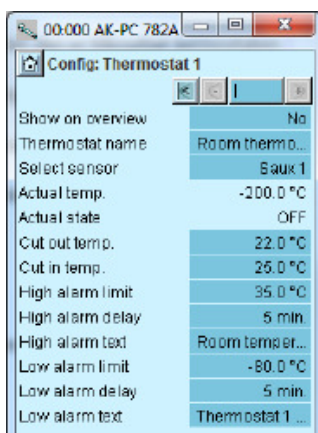 00:000 AK-PC 782A
Config: Thermostat 1
Show on overview No
Thermostat name Room thermo...
Select sensor Saux 1
Actual temp. -200.0 °C
Actual state OFF
Cut out temp. 22.0 °C
Cut in temp. 25.0 °C
High alarm limit 35.0 °C
High alarm delay 5 min.
High alarm text Room temper...
Low alarm limit -80.0 °C
Low alarm delay 5 min.
Low alarm text Thermostat 1 ...